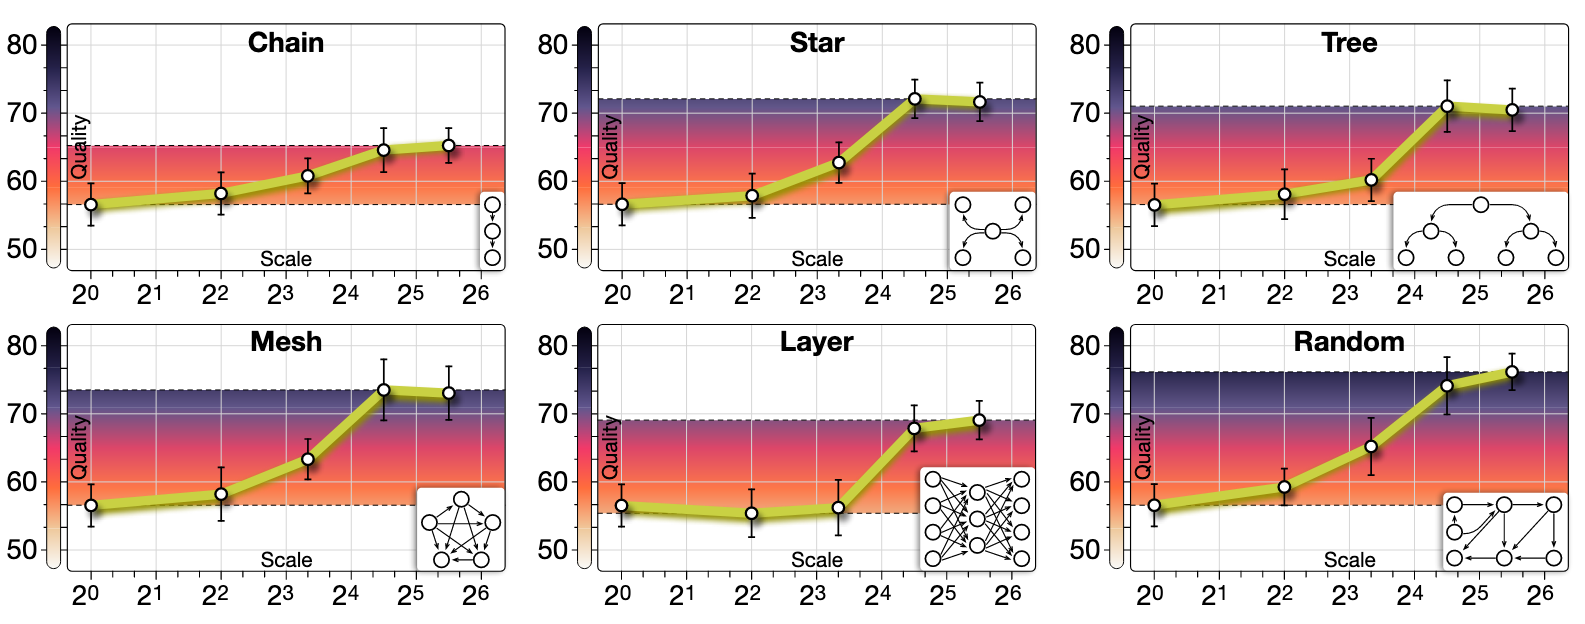 Chain
80
70
60
50
Quality
Scale
2⁰ 2¹ 2² 2³ 2⁴ 2⁵ 2⁶
Star
80
70
60
50
Quality
Scale
2⁰ 2¹ 2² 2³ 2⁴ 2⁵ 2⁶
Tree
80
70
60
50
Quality
Scale
2⁰ 2¹ 2² 2³ 2⁴ 2⁵ 2⁶
Mesh
80
70
60
50
Quality
Scale
2⁰ 2¹ 2² 2³ 2⁴ 2⁵ 2⁶
Layer
80
70
60
50
Quality
Scale
2⁰ 2¹ 2² 2³ 2⁴ 2⁵ 2⁶
Random
80
70
60
50
Quality
Scale
2⁰ 2¹ 2² 2³ 2⁴ 2⁵ 2⁶